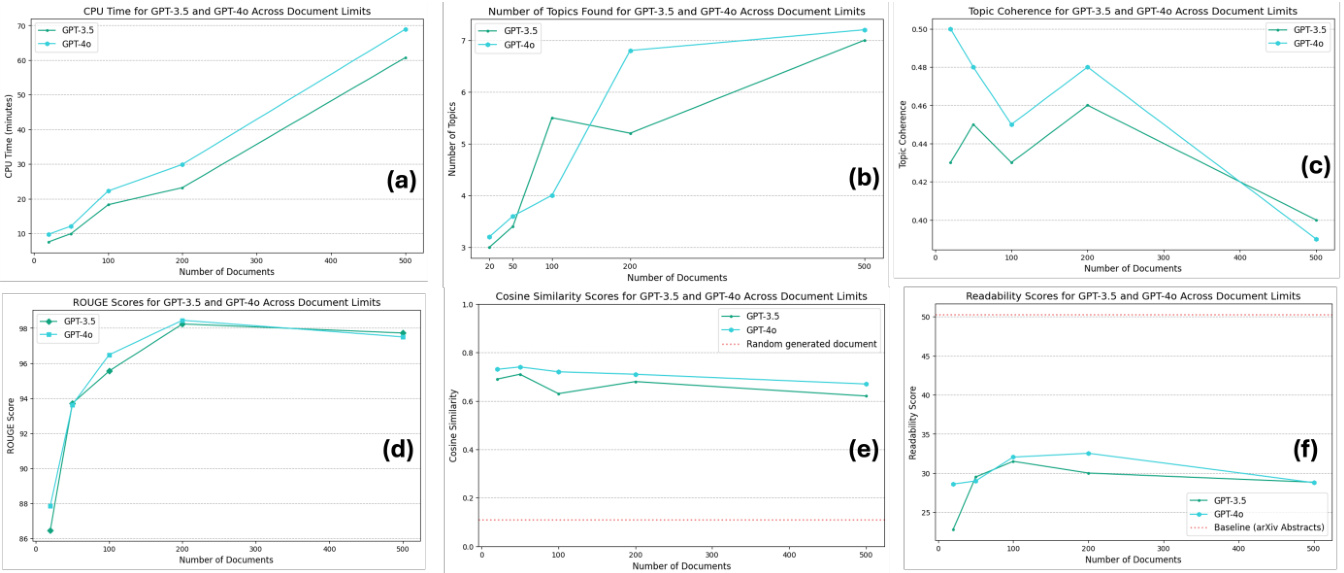 CPU Time for GPT-3.5 and GPT-4o Across Document Limits
GPT-3.5
GPT-4o
CPU Time (minutes)
70
60
50
40
30
20
10
0
100
200
300
400
500
Number of Documents
(a)
Number of Topics Found for GPT-3.5 and GPT-4o Across Document Limits
GPT-3.5
GPT-4o
Number of Topics
7
6
5
4
3
20
50
100
200
500
Number of Documents
(b)
Topic Coherence for GPT-3.5 and GPT-4o Across Document Limits
GPT-3.5
GPT-4o
Topic Coherence
0.50
0.48
0.46
0.44
0.42
0.40
0
100
200
300
400
500
Number of Documents
(c)
ROUGE Scores for GPT-3.5 and GPT-4o Across Document Limits
GPT-3.5
GPT-4o
ROUGE Score
98
96
94
92
90
88
86
0
100
200
300
400
500
Number of Documents
(d)
Cosine Similarity Scores for GPT-3.5 and GPT-4o Across Document Limits
GPT-3.5
GPT-4o
Random generated document
Cosine Similarity
1.0
0.8
0.6
0.4
0.2
0.0
0
100
200
300
400
500
Number of Documents
(e)
Readability Scores for GPT-3.5 and GPT-4o Across Document Limits
Readability Score
50
45
40
35
30
25
GPT-3.5
GPT-4o
Baseline (arXiv Abstracts)
0
100
200
300
400
500
Number of Documents
(f)